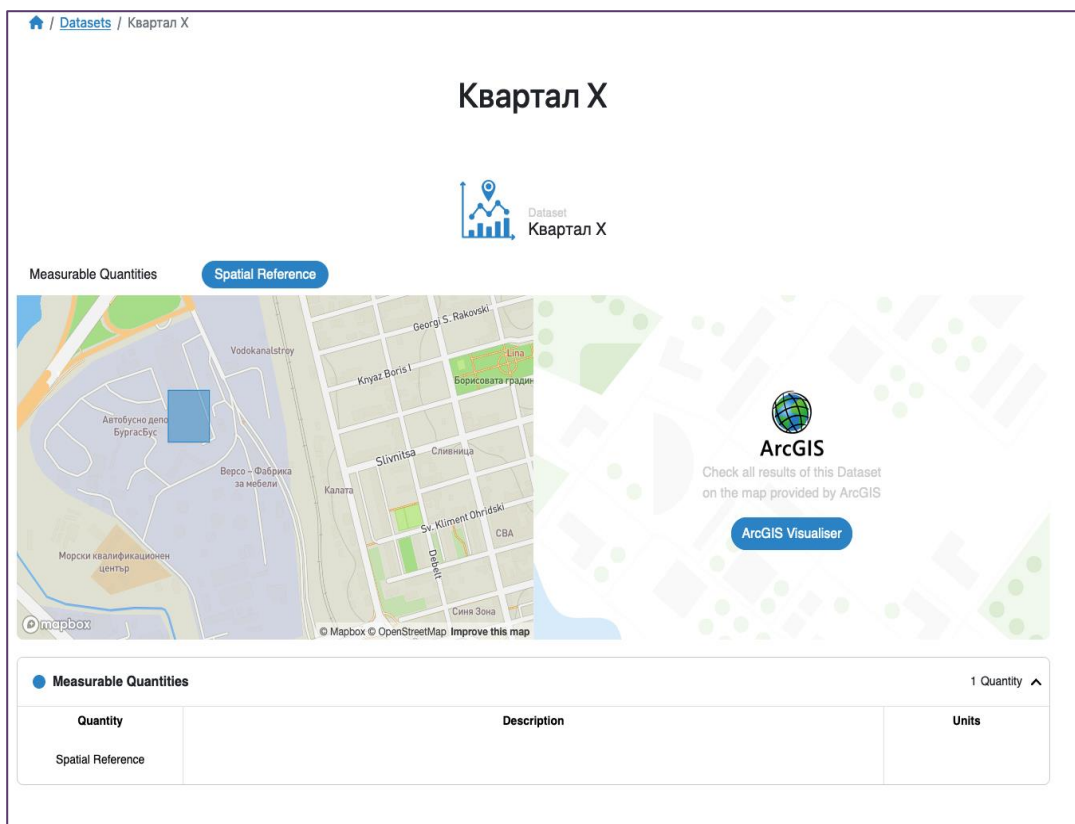 / Datasets / Квартал X
Квартал X
Dataset
Квартал X
Measurable Quantities
Spatial Reference
Georgi S. Rakovski
Vodokanalstroy
Lina
Knyaz Boris I
Борисовата градин
Автобусно депо
БургасБус
Slivnitsa
Сливница
Версо – Фабрика
за мебели
Калата
Sv. Kliment Ohridski
СВА
Debelt
Морски квалификационен
център
Синя Зона
mapbox
© Mapbox © OpenStreetMap Improve this map
ArcGIS
Check all results of this Dataset
on the map provided by ArcGIS
ArcGIS Visualiser
Measurable Quantities
1 Quantity
Quantity
Description
Units
Spatial Reference